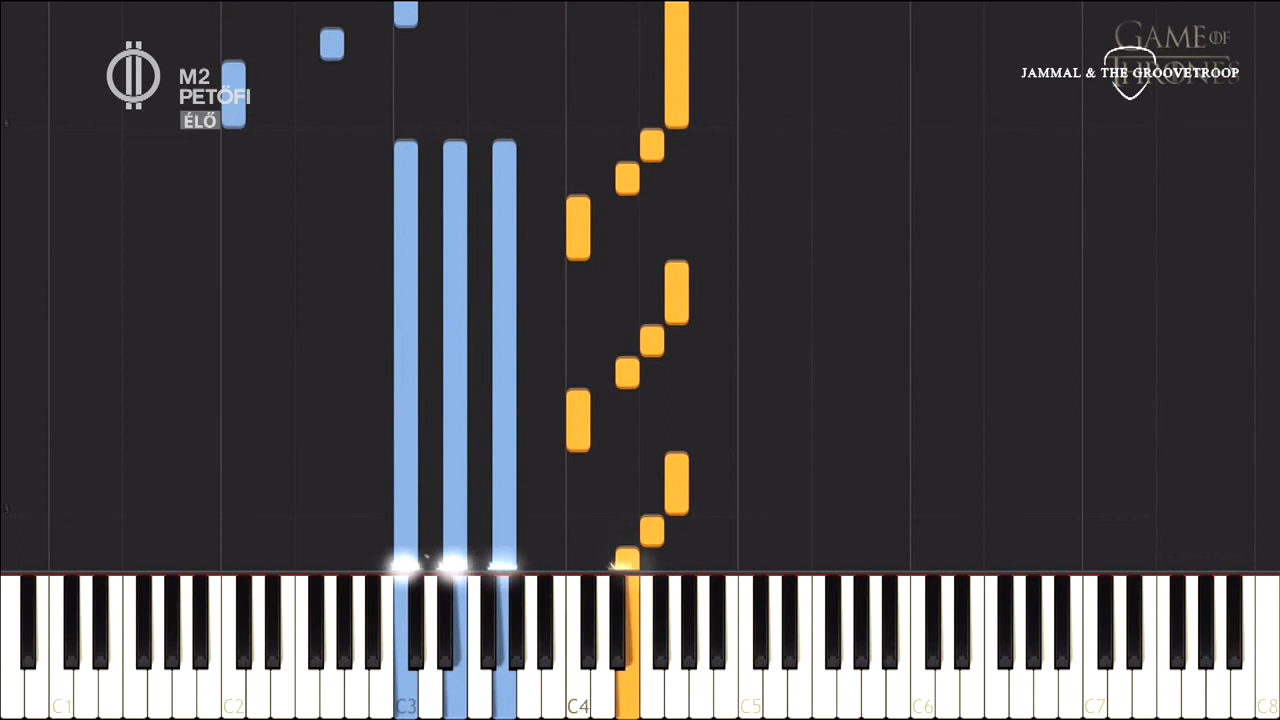 M2
PETŐFI
ÉLŐ
GAME OF
THRONES
JAMMAL & THE GROOVETROOP
C1
C2
C3
C4
C5
C6
C7
C8